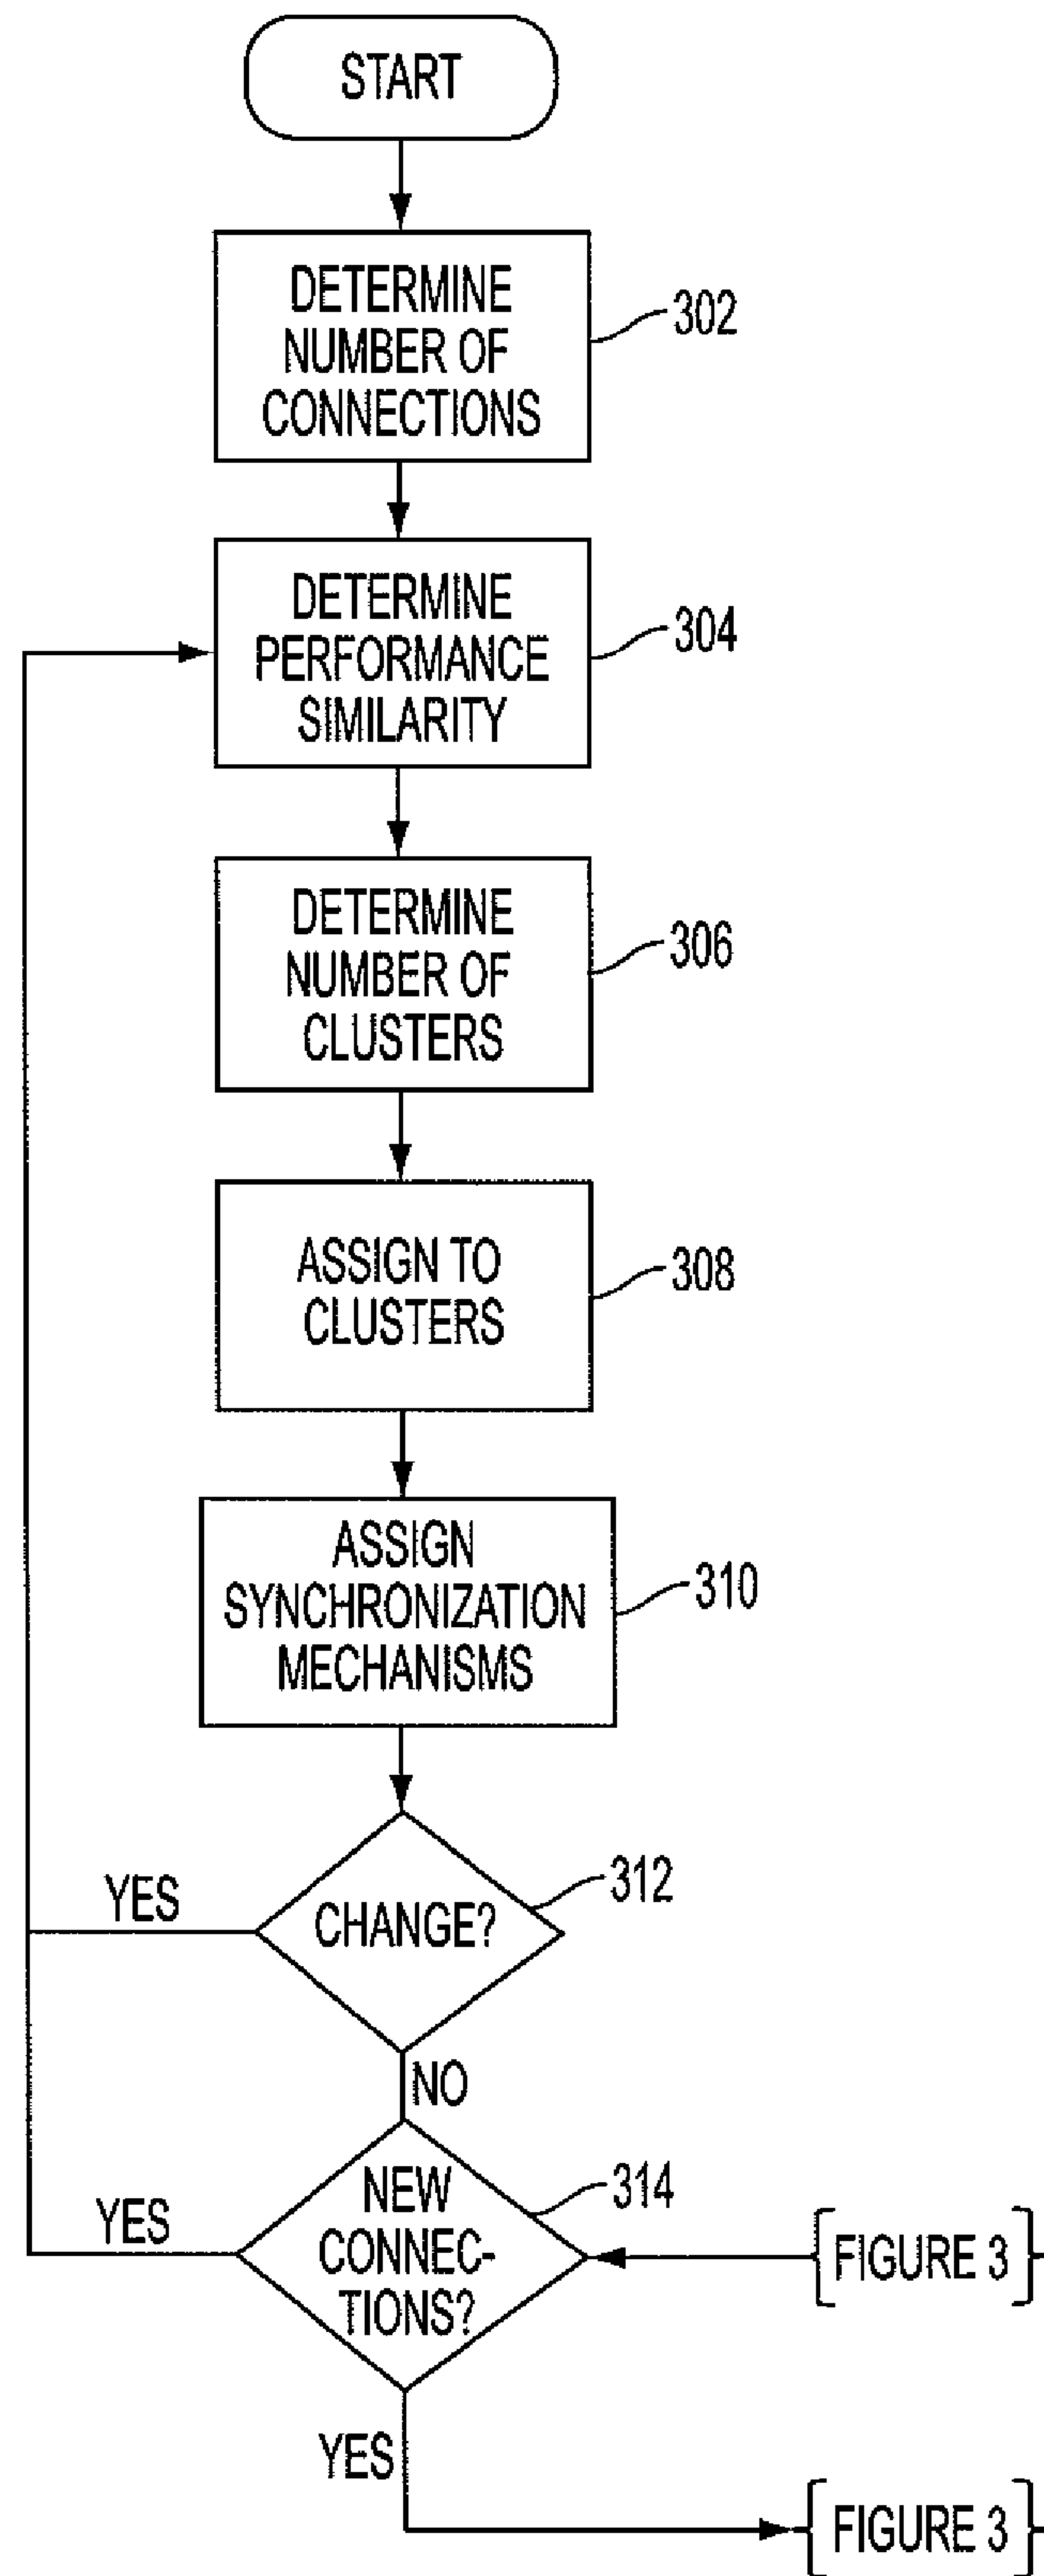 START
DETERMINE
NUMBER OF
CONNECTIONS
302
DETERMINE
PERFORMANCE
SIMILARITY
304
DETERMINE
NUMBER OF
CLUSTERS
306
ASSIGN TO
CLUSTERS
308
ASSIGN
SYNCHRONIZATION
MECHANISMS
310
CHANGE?
312
YES
NO
NEW
CONNEC-
TIONS?
314
YES
FIGURE 3
YES
FIGURE 3